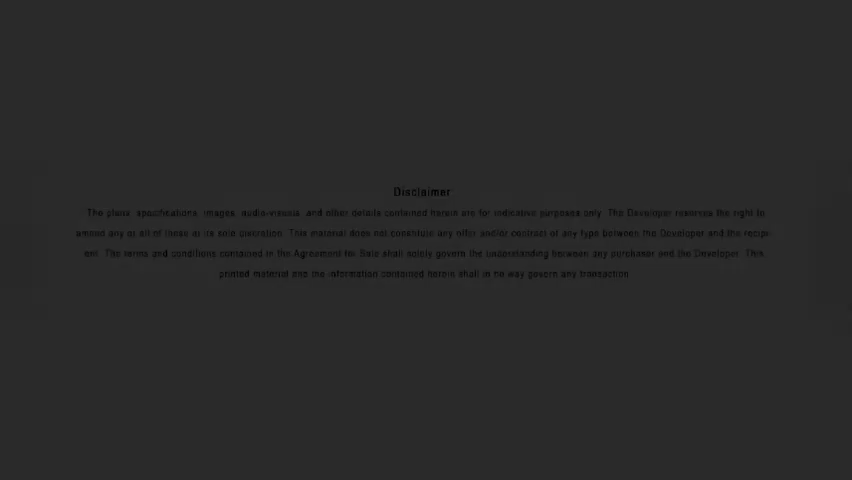 Disclaimer
The plans, specifications, images, audio-visuals, and other details contained herein are for indicative purposes only. The Developer reserves the right to
amend any or all of these at its sole discretion. This material does not constitute any offer and/or contract of any type between the Developer and the recipi-
ent. The terms and conditions contained in the Agreement for Sale shall solely govern the understanding between any purchaser and the Developer. This
printed material and the information contained herein shall in no way govern any transaction.